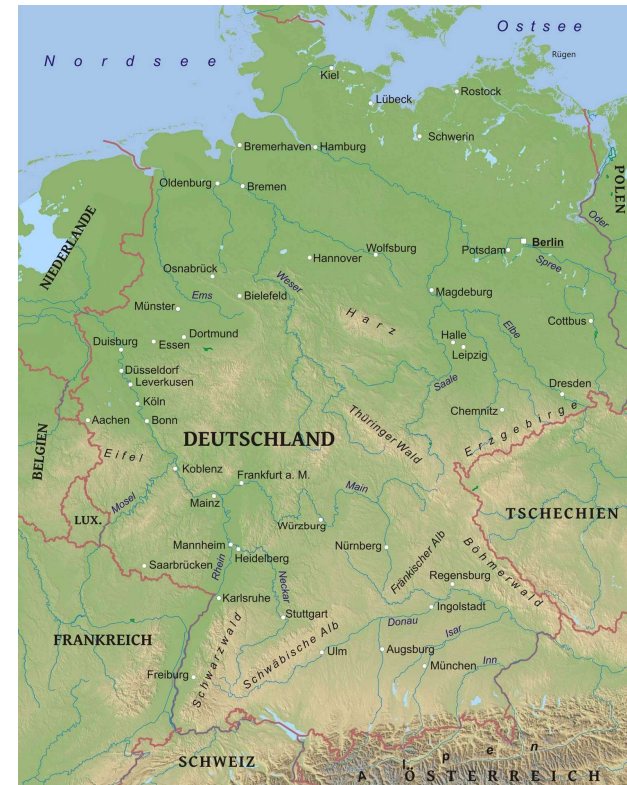 Ostsee
Nordsee
Rügen
Kiel
Rostock
Lübeck
Schwerin
Bremerhaven
Hamburg
POLEN
Oldenburg
Bremen
Oder
NIEDERLANDE
Berlin
Potsdam
Wolfsburg
Hannover
Spree
Osnabrück
Weser
Ems
Bielefeld
Magdeburg
Münster
Harz
Cottbus
Elbe
Dortmund
Duisburg
Essen
Halle
Leipzig
Düsseldorf
Leverkusen
Saale
Dresden
Köln
Chemnitz
Aachen
Bonn
Erzgebirge
Thüringer Wald
DEUTSCHLAND
BELGIEN
Eifel
Koblenz
Frankfurt a. M.
Mosel
Mainz
Main
LUX.
TSCHECHIEN
Würzburg
Mannheim
Heidelberg
Nürnberg
Fränkischer Alb
Böhmerwald
Saarbrücken
Rhein
Neckar
Regensburg
Karlsruhe
Ingolstadt
Stuttgart
Donau
Isar
FRANKREICH
Schwarzwald
Schwäbische Alb
Ulm
Augsburg
München
Inn
Freiburg
SCHWEIZ
Alpen
ÖSTERREICH